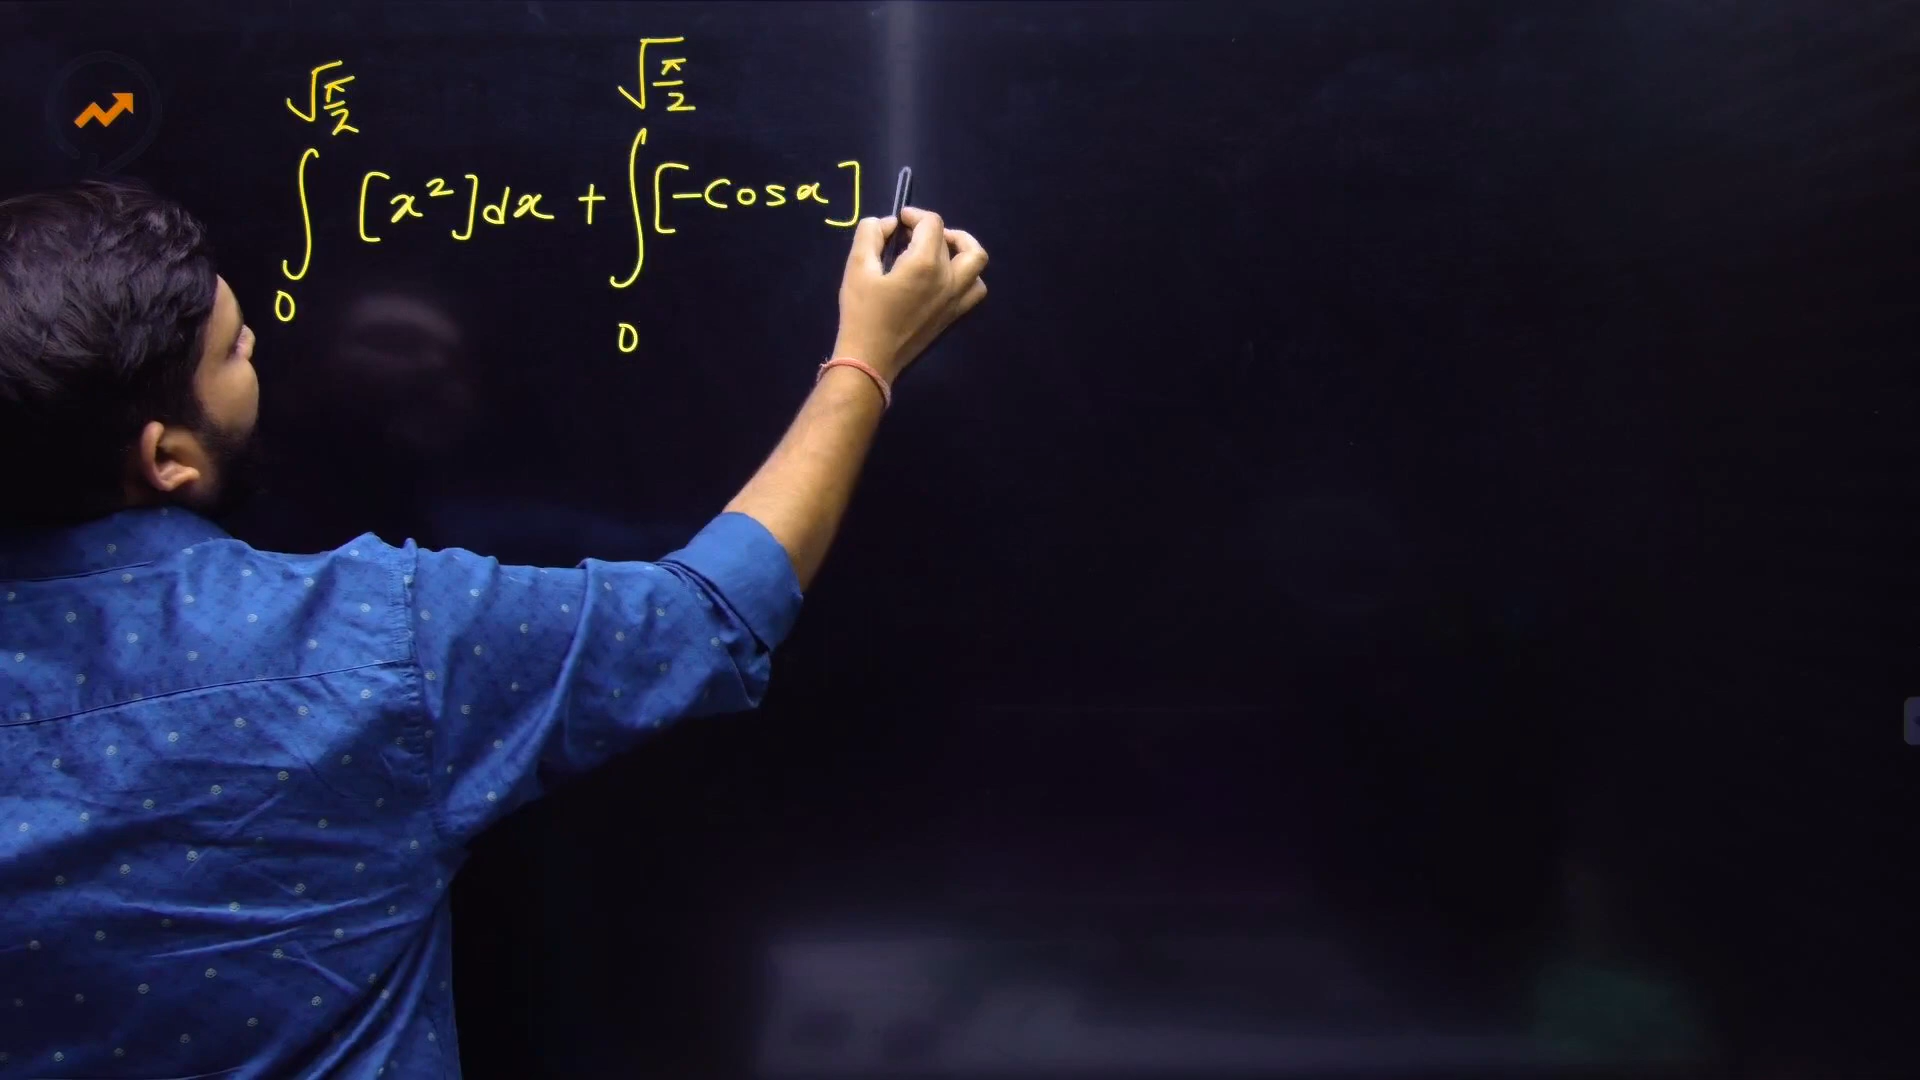 ∫₀^√(π/2) [x²]dx + ∫₀^√(π/2) [-cosx]